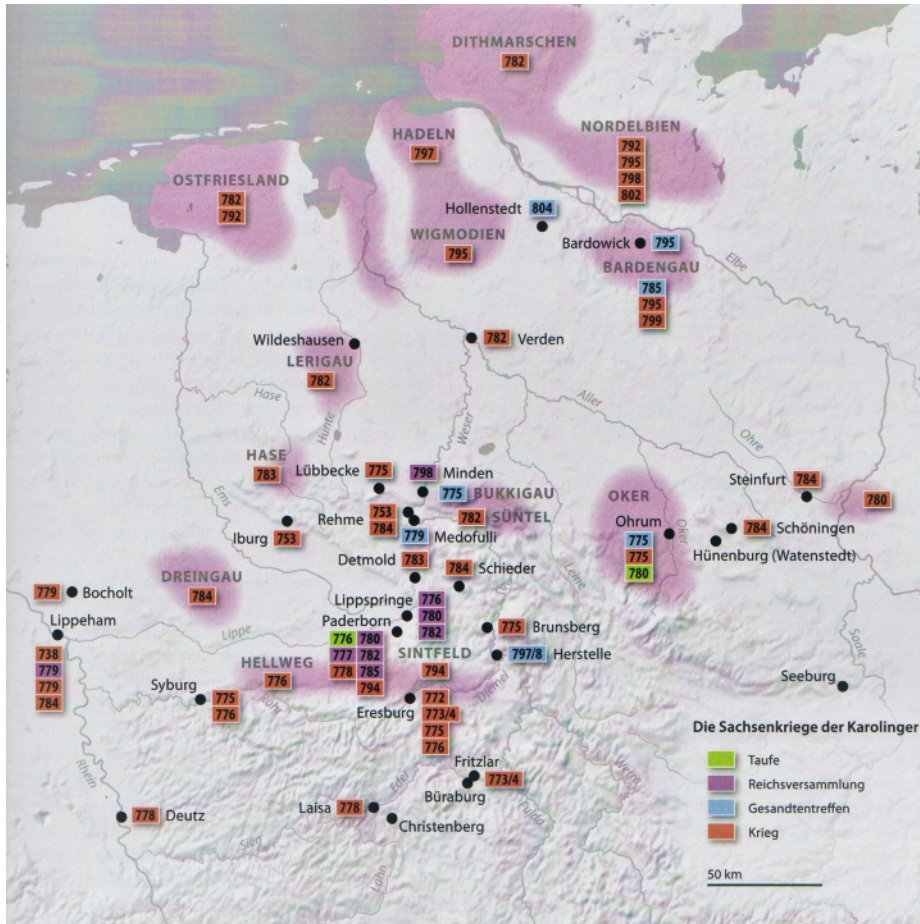 DITHMARSCHEN
782
HADELN
797
NORDELBIEN
792
795
798
802
OSTFRIESLAND
782
792
Hollenstedt 804
WIGMODIEN
795
Bardowick 795
BARDENGAU
785
795
799
Elbe
Wildeshausen
LERIGAU
782
782 Verden
Hase
Hunte
Weser
Aller
Ohre
HASE
783
Lübbecke 775
798 Minden
775 BUKKIGAU
782 SÜNTEL
Ems
Iburg 753
Rehme 753
784
779 Medofulli
OKER
Ohrum
775
775
780
Oker
Steinfurt 784
780
784 Schöningen
Hünenburg (Watenstedt)
Leine
Detmold 783
784
Schieder
DREINGAU
784
779 Bocholt
Lippeham
738
779
779
784
Lippe
Lippspringe 776
780
782
Paderborn
776 780
777 782
778 785
794
775 Brunsberg
797/8 Herstelle
SINTFELD
794
HELLWEG
776
Diemel
Saale
Seeburg
Syburg 775
776
Ruhr
Eresburg 772
773/4
775
776
Rhein
Fritzlar
773/4
Büraburg
Eder
Werra
Fulda
778 Deutz
Laisa 778
Christenberg
Sieg
Lahn
Die Sachsenkriege der Karolinger
Taufe
Reichsversammlung
Gesandtentreffen
Krieg
50 km